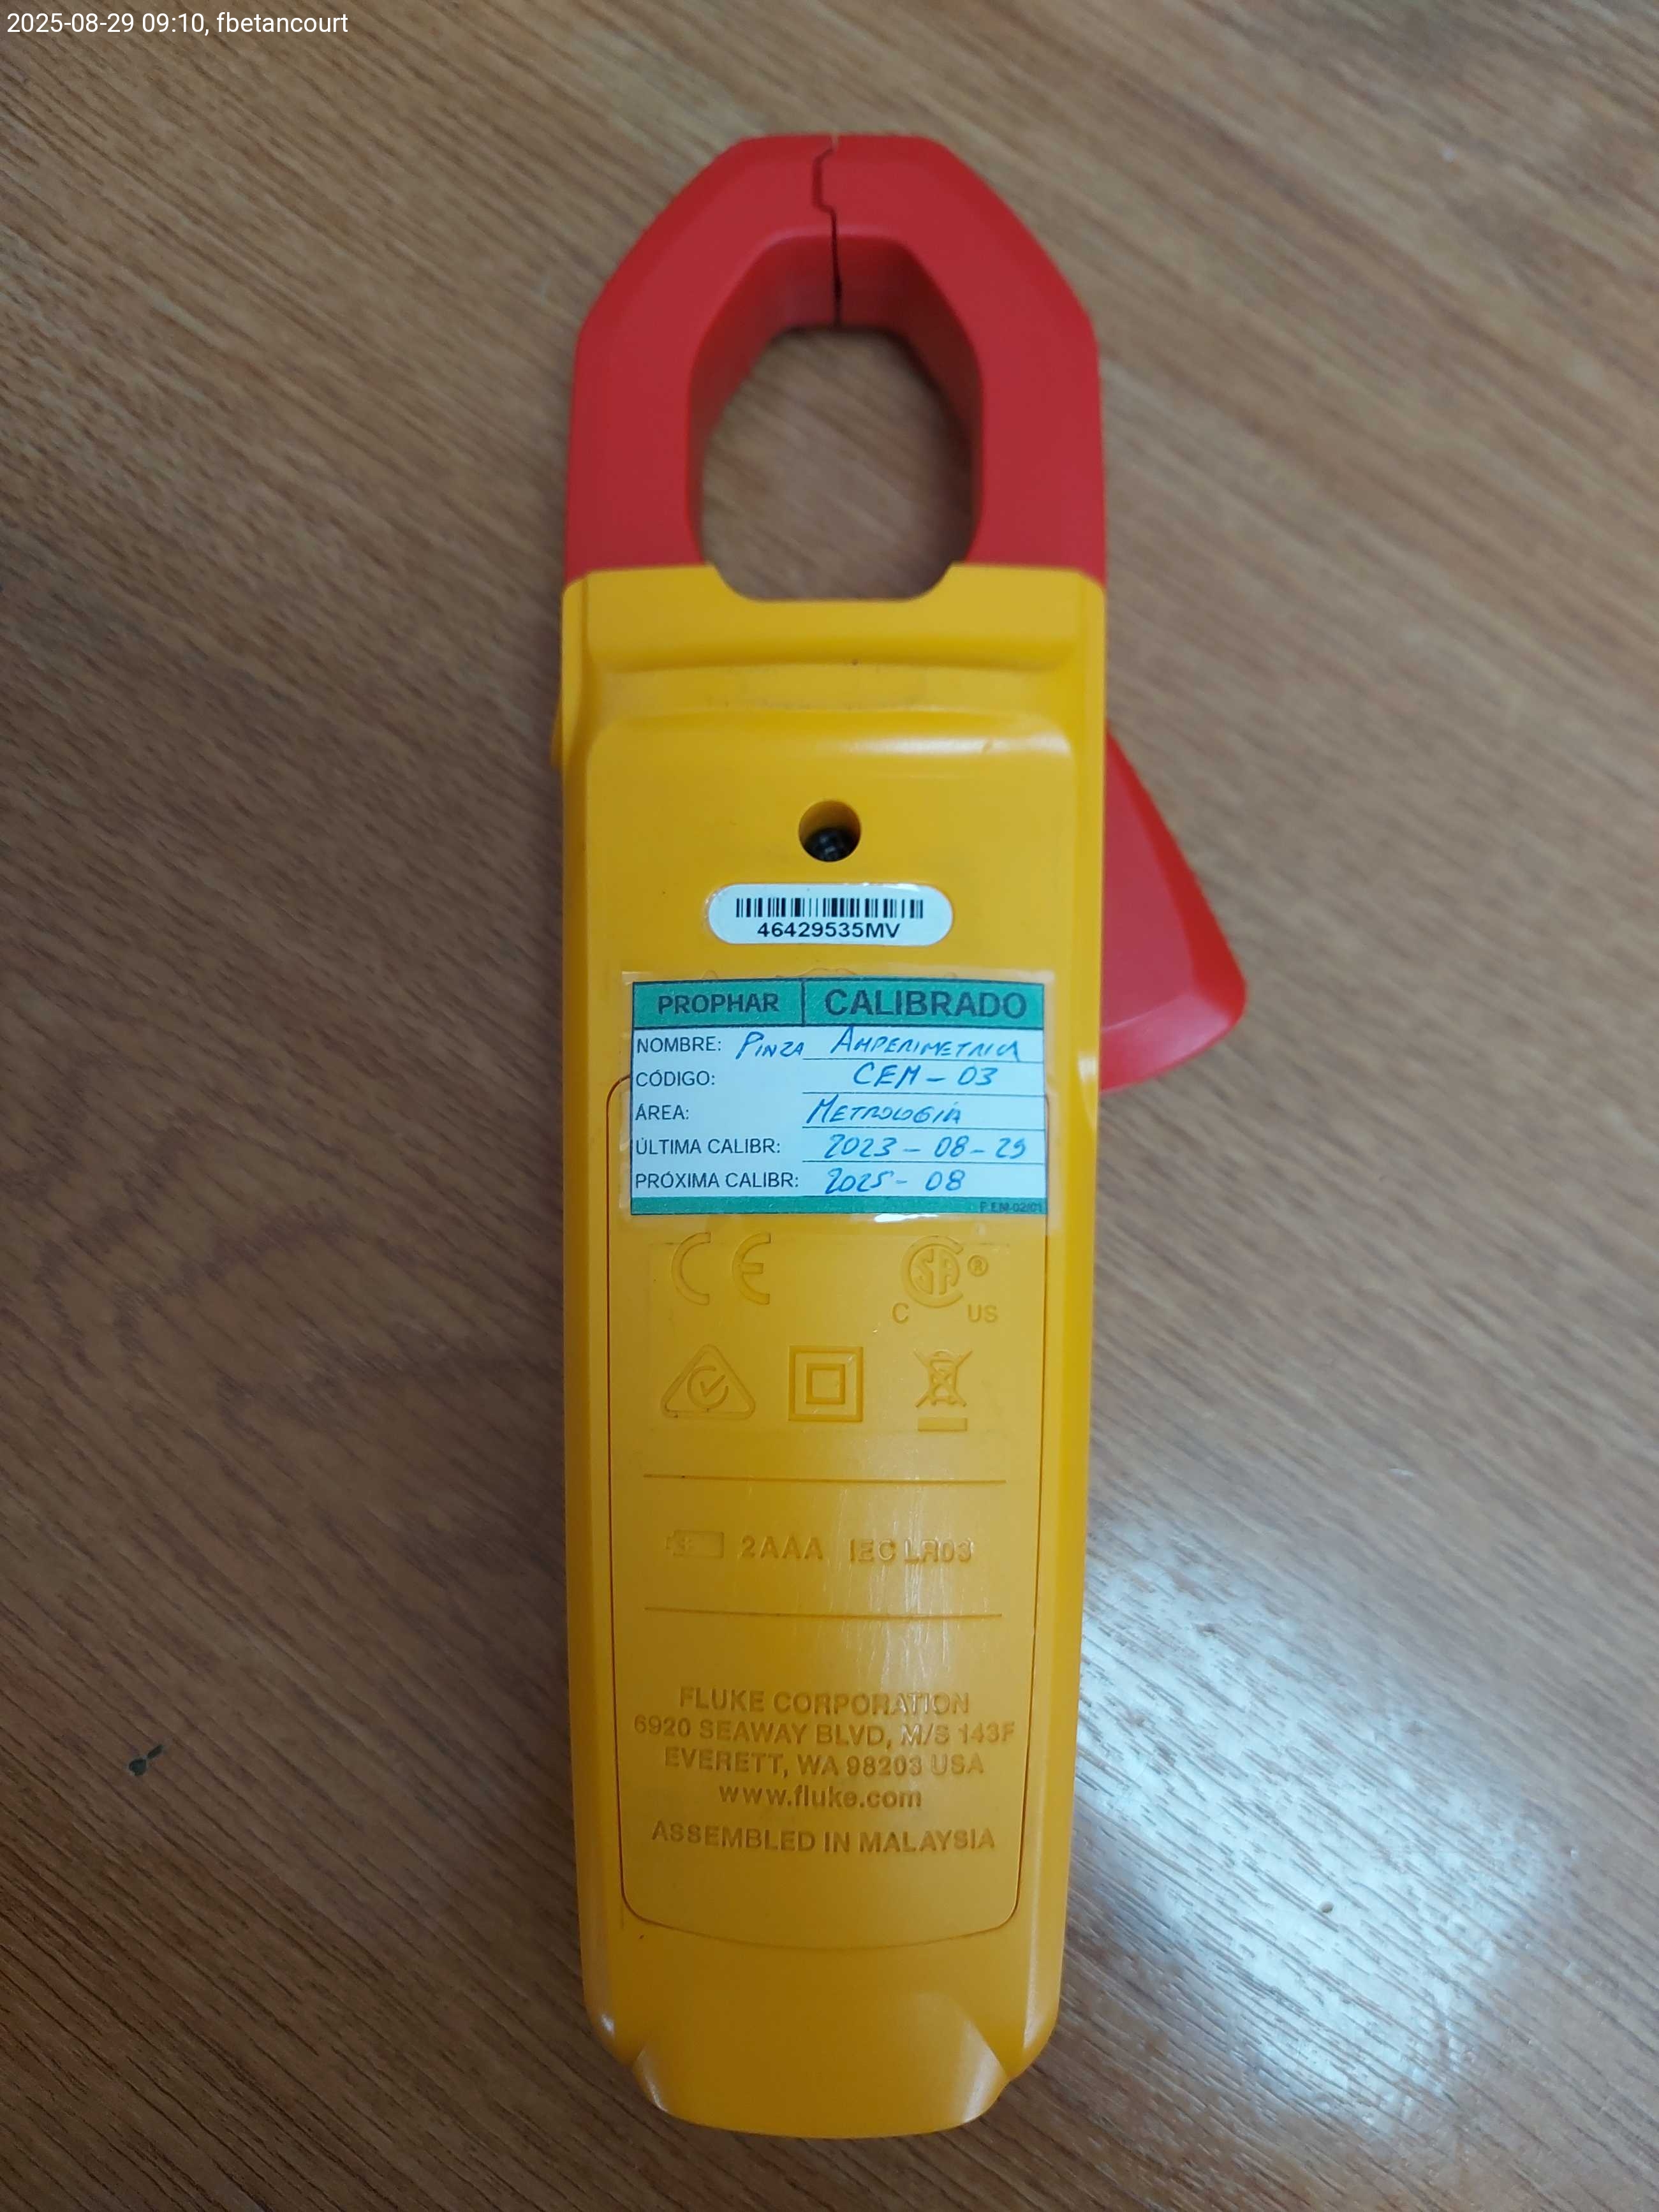 2025-08-29 09:10, fbetancourt
46429535MV
PROPHAR CALIBRADO
NOMBRE: PINZA AMPERIMETRICA
CÓDIGO: CEM-03
ÁREA: METROLOGÍA
ÚLTIMA CALIBR: 2023-08-29
PRÓXIMA CALIBR: 2025-08
CE
SA ®
C US
2AAA IEC LR03
FLUKE CORPORATION
6920 SEAWAY BLVD, M/S 143F
EVERETT, WA 98203 USA
www.fluke.com
ASSEMBLED IN MALAYSIA